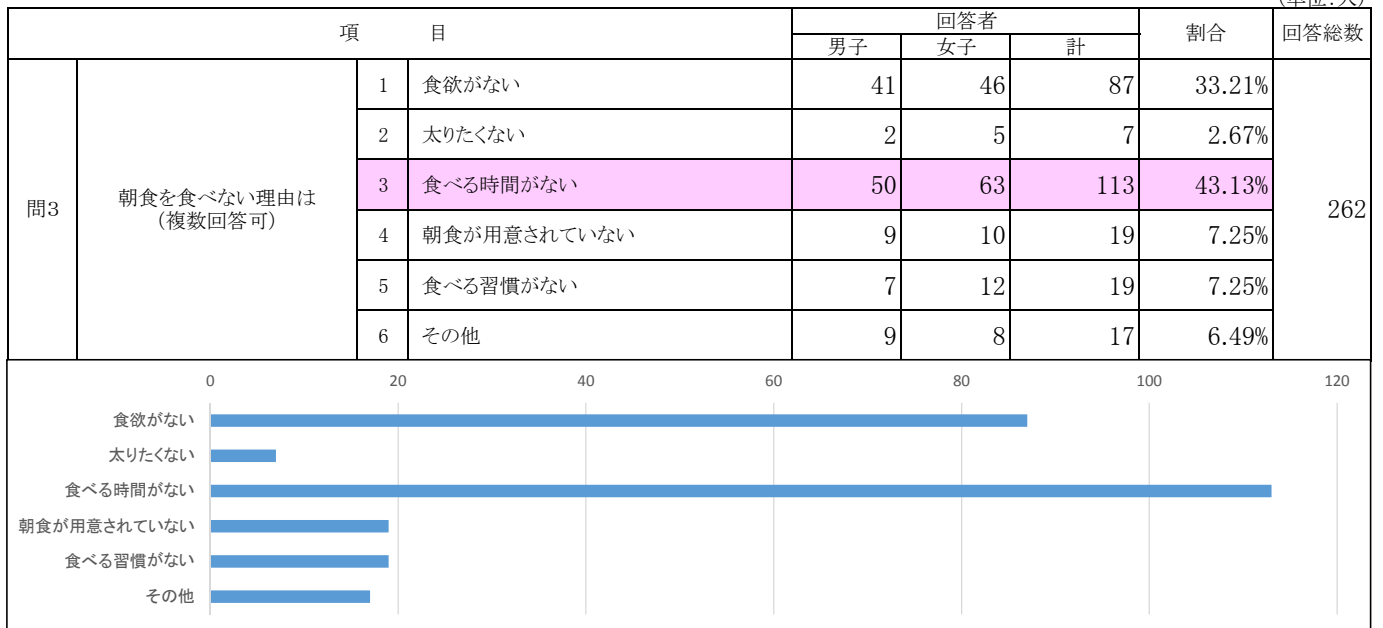 (単位：人)
項　　目 回答者 割合 回答総数
男子 女子 計
問3 朝食を食べない理由は
（複数回答可）
1 食欲がない 41 46 87 33.21%
2 太りたくない 2 5 7 2.67%
3 食べる時間がない 50 63 113 43.13%
4 朝食が用意されていない 9 10 19 7.25%
5 食べる習慣がない 7 12 19 7.25%
6 その他 9 8 17 6.49%
262
0 20 40 60 80 100 120
食欲がない
太りたくない
食べる時間がない
朝食が用意されていない
食べる習慣がない
その他